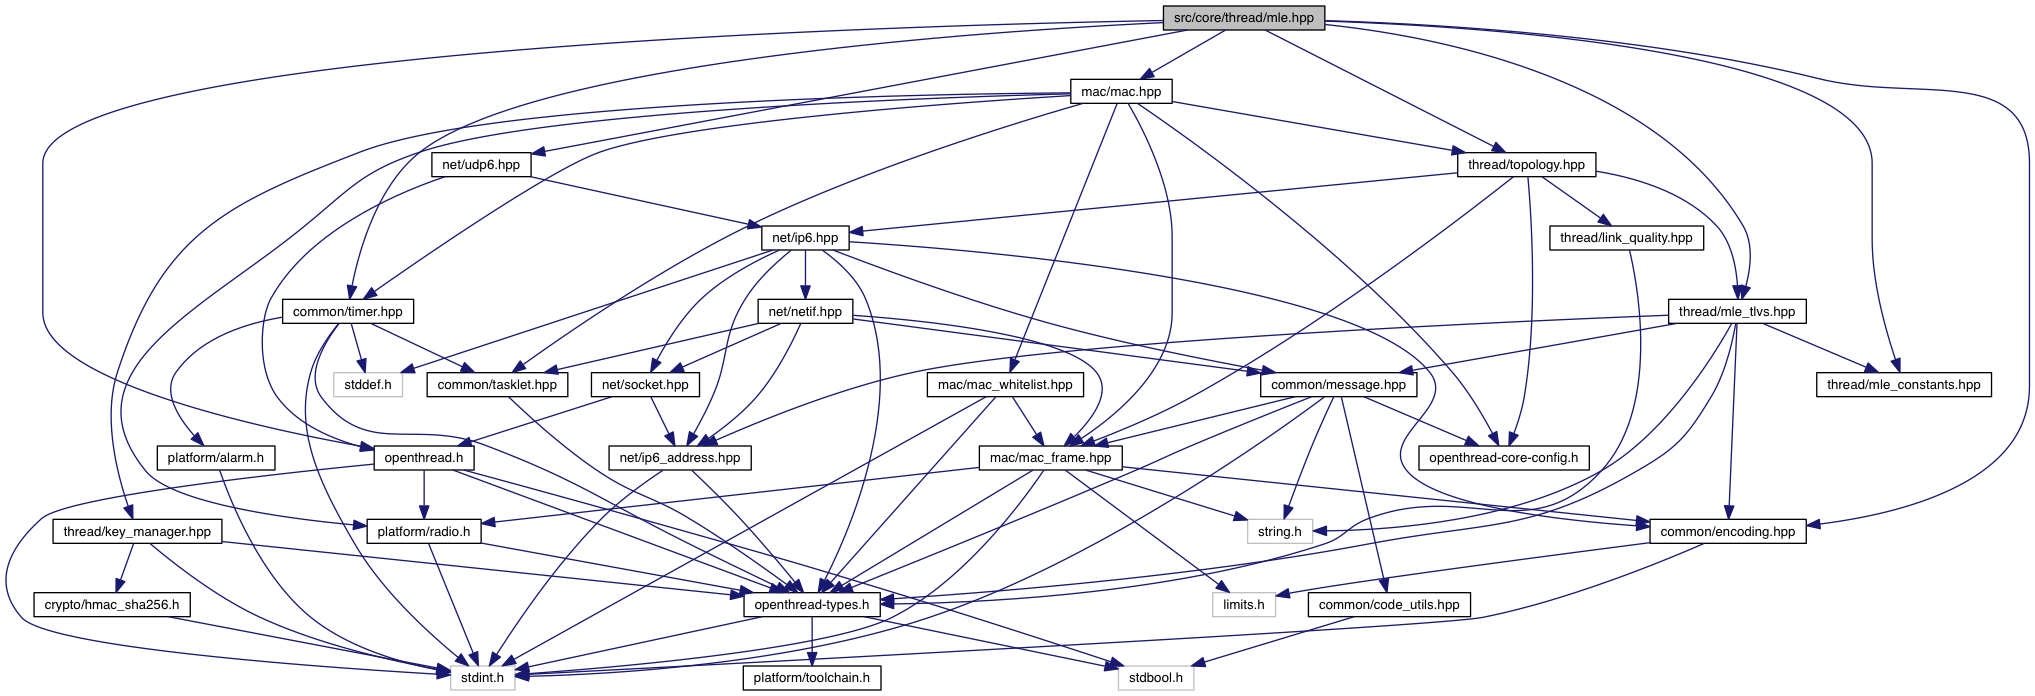 src/core/thread/mle.hpp
mac/mac.hpp
net/udp6.hpp
thread/topology.hpp
net/ip6.hpp
thread/link_quality.hpp
common/timer.hpp
net/netif.hpp
thread/mle_tlvs.hpp
stddef.h
common/tasklet.hpp
net/socket.hpp
mac/mac_whitelist.hpp
common/message.hpp
thread/mle_constants.hpp
platform/alarm.h
openthread.h
net/ip6_address.hpp
mac/mac_frame.hpp
openthread-core-config.h
thread/key_manager.hpp
platform/radio.h
string.h
common/encoding.hpp
crypto/hmac_sha256.h
openthread-types.h
limits.h
common/code_utils.hpp
stdint.h
platform/toolchain.h
stdbool.h